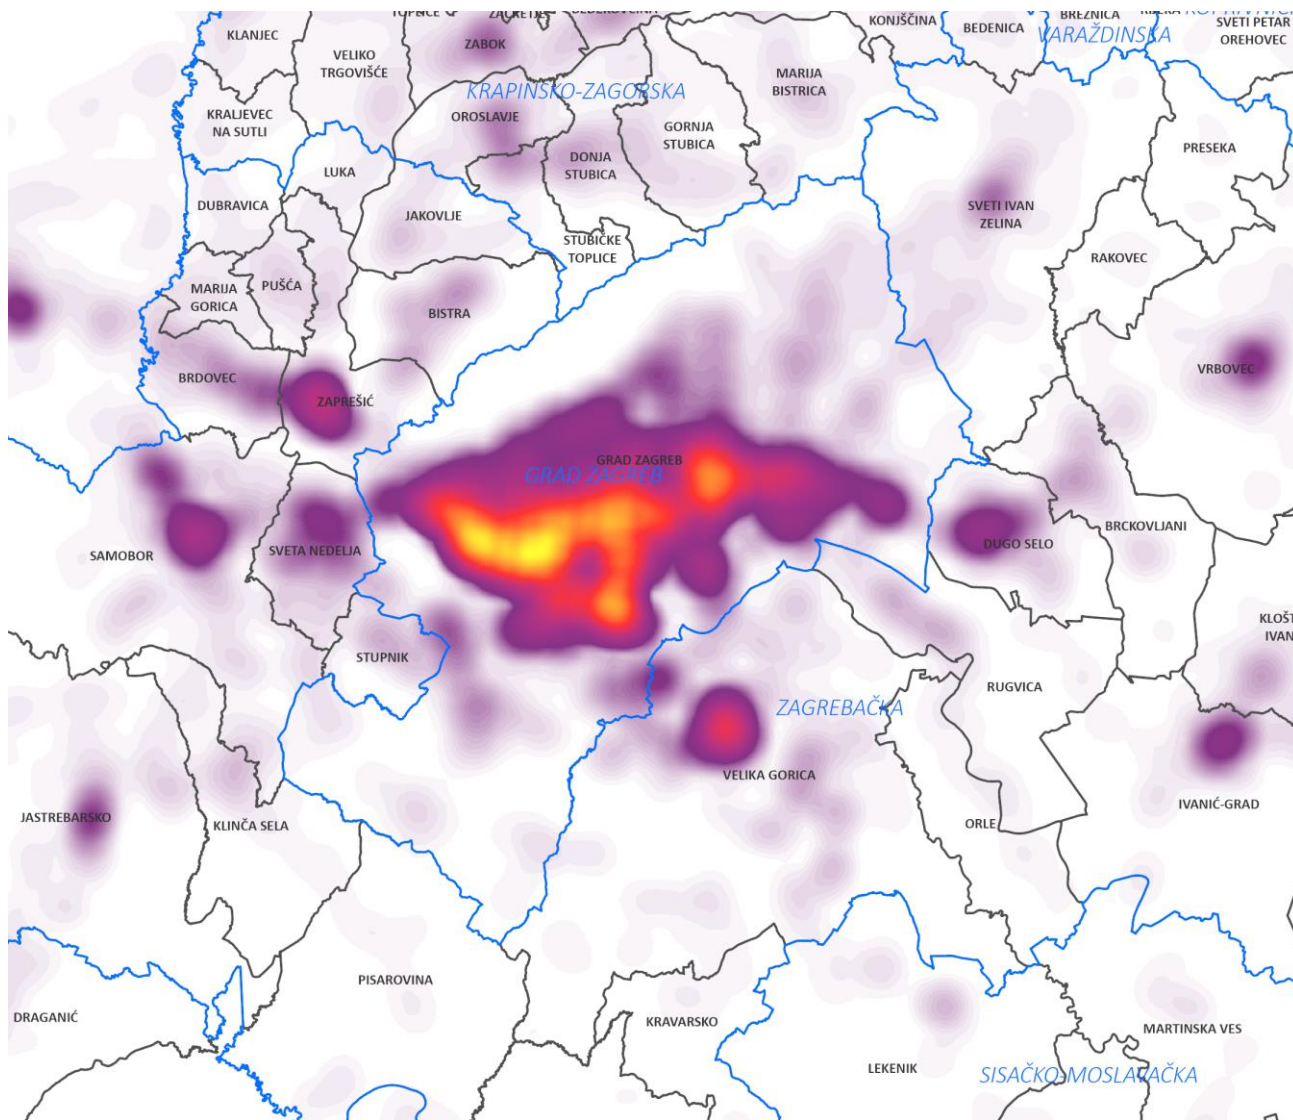 KLANJEC
VELIKO
TRGOVIŠĆE
ZABOK
KONJŠČINA
BEDENICA
BREZNICA
VARAŽDINSKA
SVETI PETAR
OREHOVEC
KRAPINSKO-ZAGORSKA
MARIJA
BISTRICA
KRALJEVEC
NA SUTLI
OROSLAVJE
GORNJA
STUBICA
PRESEKA
LUKA
DONJA
STUBICA
DUBRAVICA
JAKOVLJE
SVETI IVAN
ZELINA
STUBIČKE
TOPLICE
RAKOVEC
MARIJA
GORICA
PUŠĆA
BISTRA
BRDOVEC
VRBOVEC
ZAPREŠIĆ
GRAD ZAGREB
GRAD ZAGREB
SAMOBOR
SVETA NEDELJA
DUGO SELO
BRCKOVLJANI
STUPNIK
RUGVICA
ZAGREBAČKA
VELIKA GORICA
IVANIĆ-GRAD
JASTREBARSKO
KLINČA SELA
ORLE
PISAROVINA
DRAGANIĆ
KRAVARSKO
MARTINSKA VES
LEKENIK
SISAČKO-MOSLAVAČKA